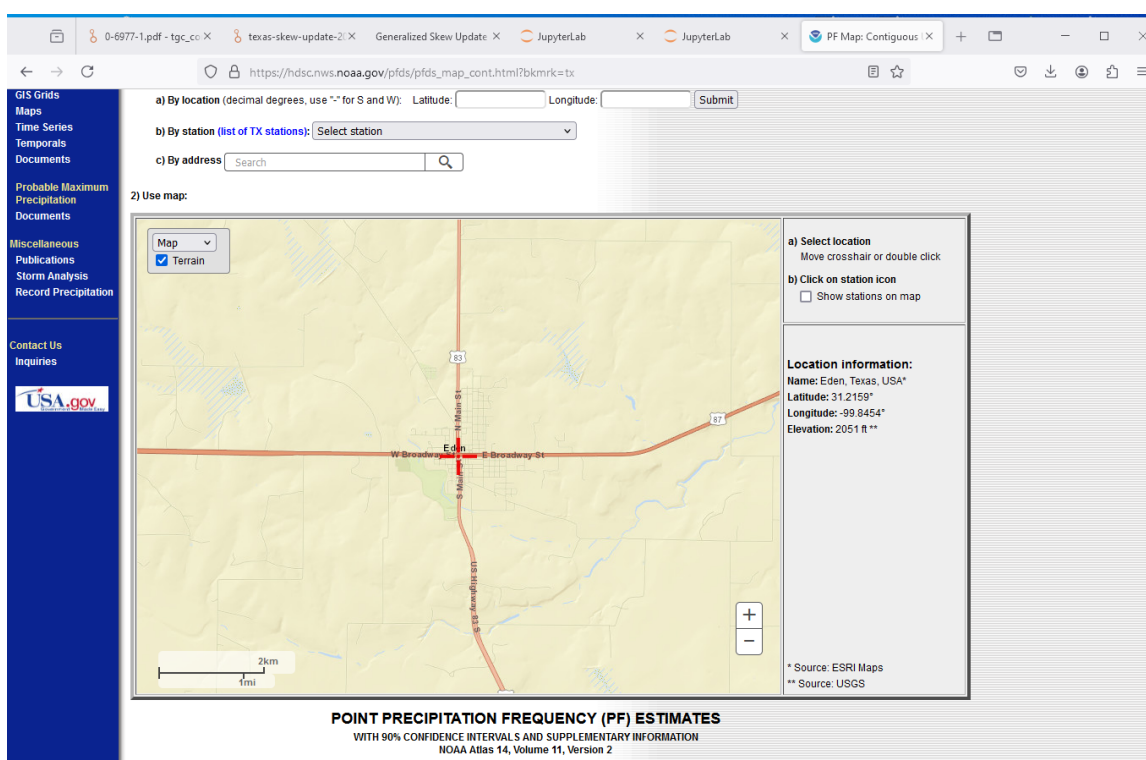 0-6977-1.pdf - tgc_co
texas-skew-update-2
Generalized Skew Update
JupyterLab
JupyterLab
PF Map: Contiguous
https://hdsc.nws.noaa.gov/pfds/pfds_map_cont.html?bkmrk=tx
GIS Grids
Maps
Time Series
Temporals
Documents
Probable Maximum
Precipitation
Documents
Miscellaneous
Publications
Storm Analysis
Record Precipitation
Contact Us
Inquiries
USA.gov
a) By location (decimal degrees, use "-" for S and W): Latitude: Longitude: Submit
b) By station (list of TX stations): Select station
c) By address Search
2) Use map:
Map
Terrain
83
N Main St
87
Eden
W Broadway
E Broadway St
S Main
US Highway 83 S
+
−
2km
1mi
a) Select location
Move crosshair or double click
b) Click on station icon
Show stations on map
Location information:
Name: Eden, Texas, USA*
Latitude: 31.2159°
Longitude: -99.8454°
Elevation: 2051 ft **
* Source: ESRI Maps
** Source: USGS
POINT PRECIPITATION FREQUENCY (PF) ESTIMATES
WITH 90% CONFIDENCE INTERVALS AND SUPPLEMENTARY INFORMATION
NOAA Atlas 14, Volume 11, Version 2